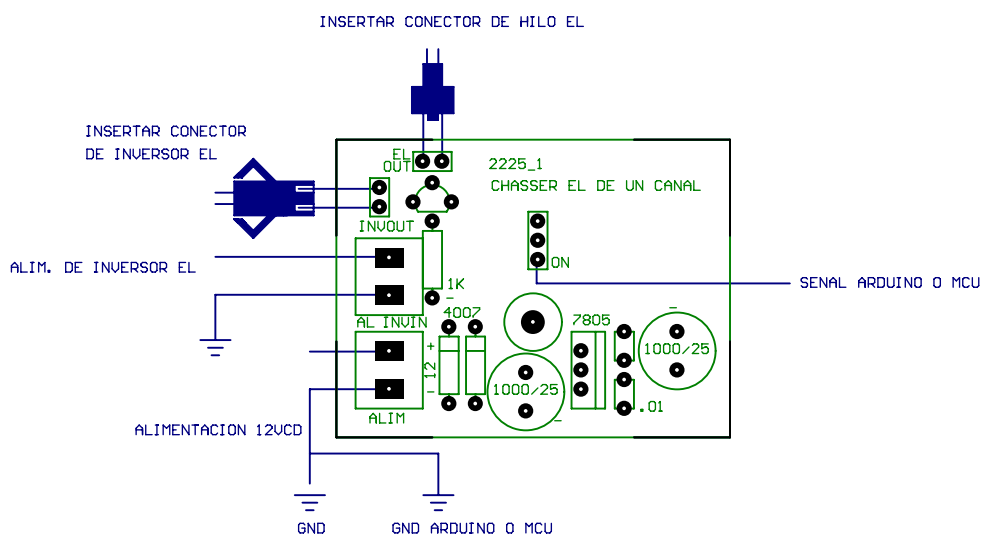 INSERTAR CONECTOR DE HILO EL
INSERTAR CONECTOR
DE INVERSOR EL
EL
OUT
2225_1
CHASSER EL DE UN CANAL
INVOUT
ON
ALIM. DE INVERSOR EL
SENAL ARDUINO O MCU
1K
-
4007
AL INVIN
7805
-
1000/25
+
12
-
1000/25
-
.01
ALIM
ALIMENTACION 12VCD
GND
GND ARDUINO O MCU